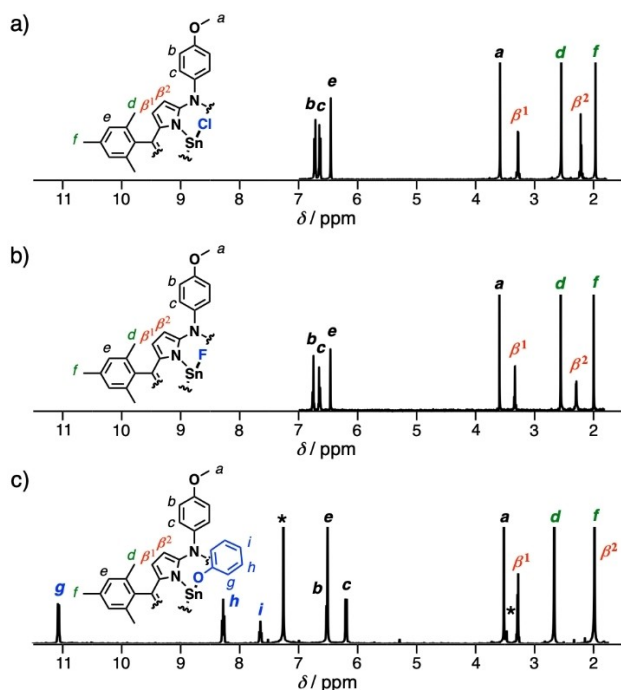 a)
O a
b
c
N
e d β¹ β²
f N Cl
Sn
b c e a β¹ d β² f
11 10 9 8 7 6 5 4 3 2
δ / ppm
b)
O a
b
c
N
e d β¹ β²
f N F
Sn
b c e a β¹ d β² f
11 10 9 8 7 6 5 4 3 2
δ / ppm
c)
O a
b
c
N i
e d β¹ β² h
f N O g
Sn
g h i * b e c a * β¹ d f β²
11 10 9 8 7 6 5 4 3 2
δ / ppm